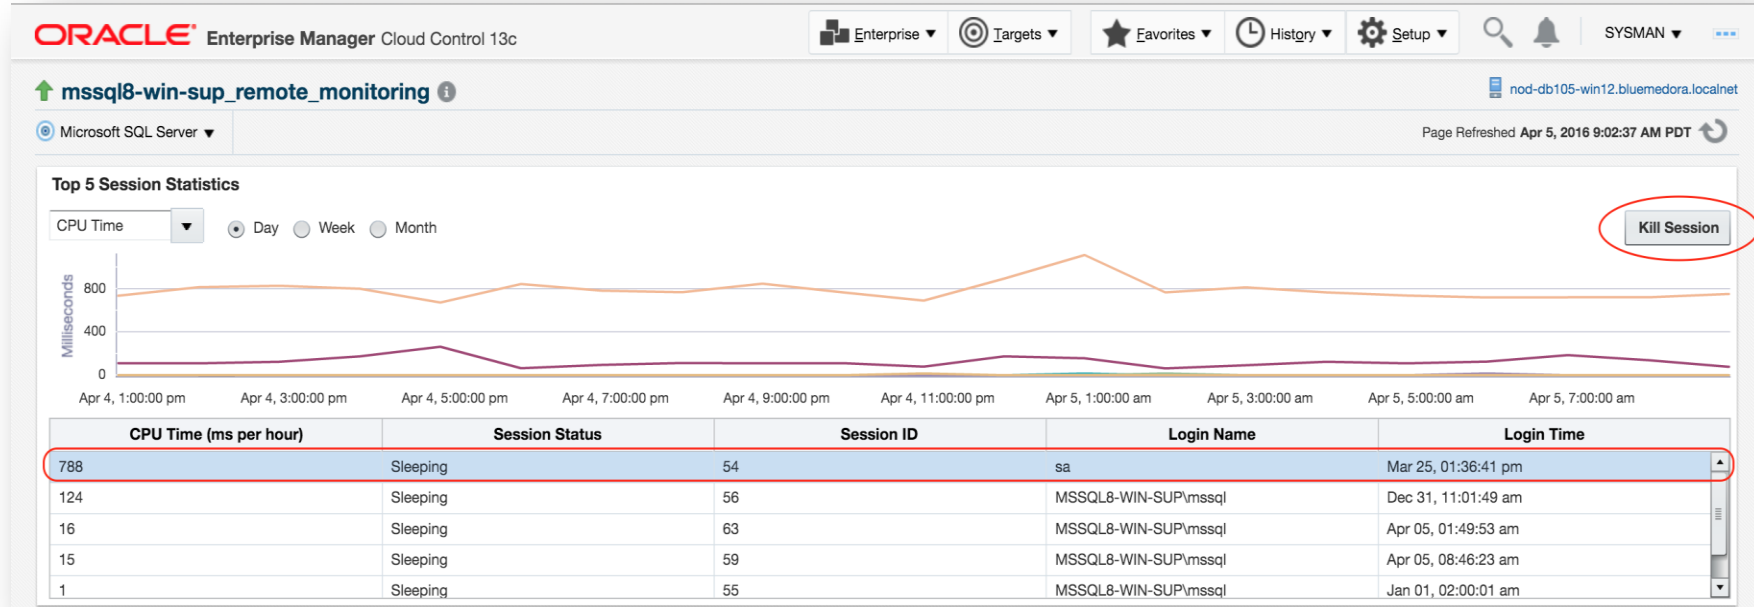 ORACLE® Enterprise Manager Cloud Control 13c Enterprise ▼ Targets ▼ Favorites ▼ History ▼ Setup ▼ SYSMAN ▼
mssql8-win-sup_remote_monitoring nod-db105-win12.bluemedora.localnet
Microsoft SQL Server ▼ Page Refreshed Apr 5, 2016 9:02:37 AM PDT
Top 5 Session Statistics
CPU Time ▼ Day Week Month Kill Session
Milliseconds
800
400
0
Apr 4, 1:00:00 pm Apr 4, 3:00:00 pm Apr 4, 5:00:00 pm Apr 4, 7:00:00 pm Apr 4, 9:00:00 pm Apr 4, 11:00:00 pm Apr 5, 1:00:00 am Apr 5, 3:00:00 am Apr 5, 5:00:00 am Apr 5, 7:00:00 am
CPU Time (ms per hour) Session Status Session ID Login Name Login Time
788 Sleeping 54 sa Mar 25, 01:36:41 pm
124 Sleeping 56 MSSQL8-WIN-SUP\mssql Dec 31, 11:01:49 am
16 Sleeping 63 MSSQL8-WIN-SUP\mssql Apr 05, 01:49:53 am
15 Sleeping 59 MSSQL8-WIN-SUP\mssql Apr 05, 08:46:23 am
1 Sleeping 55 MSSQL8-WIN-SUP\mssql Jan 01, 02:00:01 am